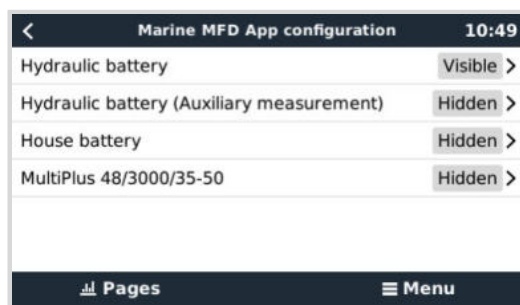 Marine MFD App configuration 10:49
Hydraulic battery Visible
Hydraulic battery (Auxiliary measurement) Hidden
House battery Hidden
MultiPlus 48/3000/35-50 Hidden
Pages Menu